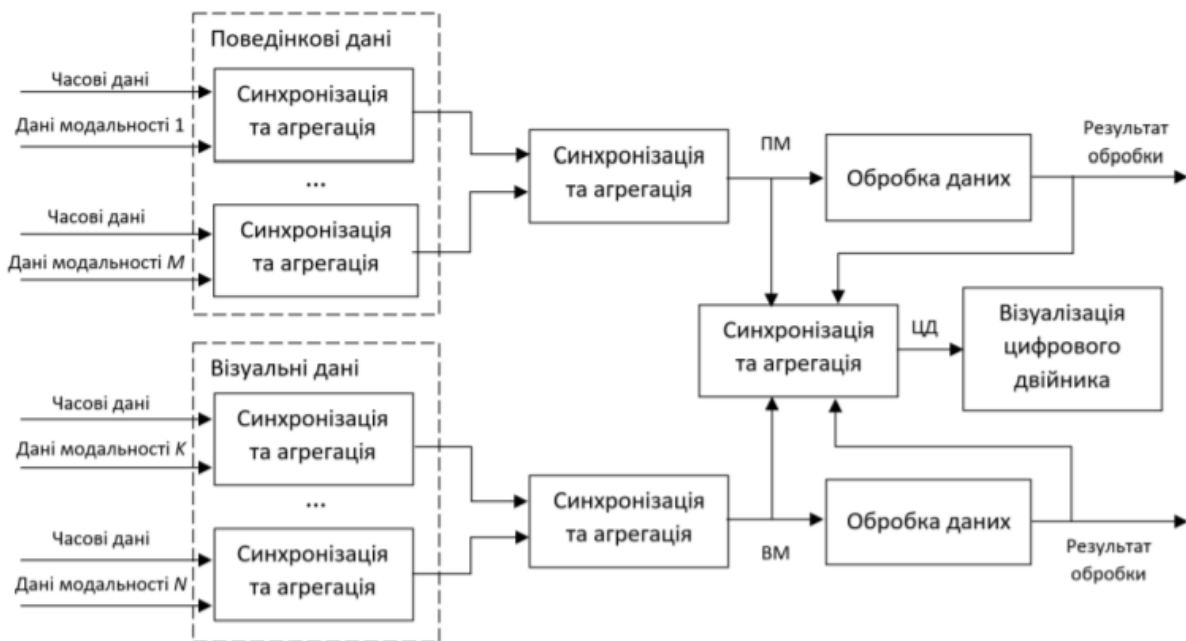 Поведінкові дані
Часові дані
Дані модальності 1
Синхронізація
та агрегація
...
Часові дані
Дані модальності M
Синхронізація
та агрегація
Синхронізація
та агрегація
ПМ
Обробка даних
Результат
обробки
Синхронізація
та агрегація
ЦД
Візуалізація
цифрового
двійника
Візуальні дані
Часові дані
Дані модальності K
Синхронізація
та агрегація
...
Часові дані
Дані модальності N
Синхронізація
та агрегація
Синхронізація
та агрегація
ВМ
Обробка даних
Результат
обробки